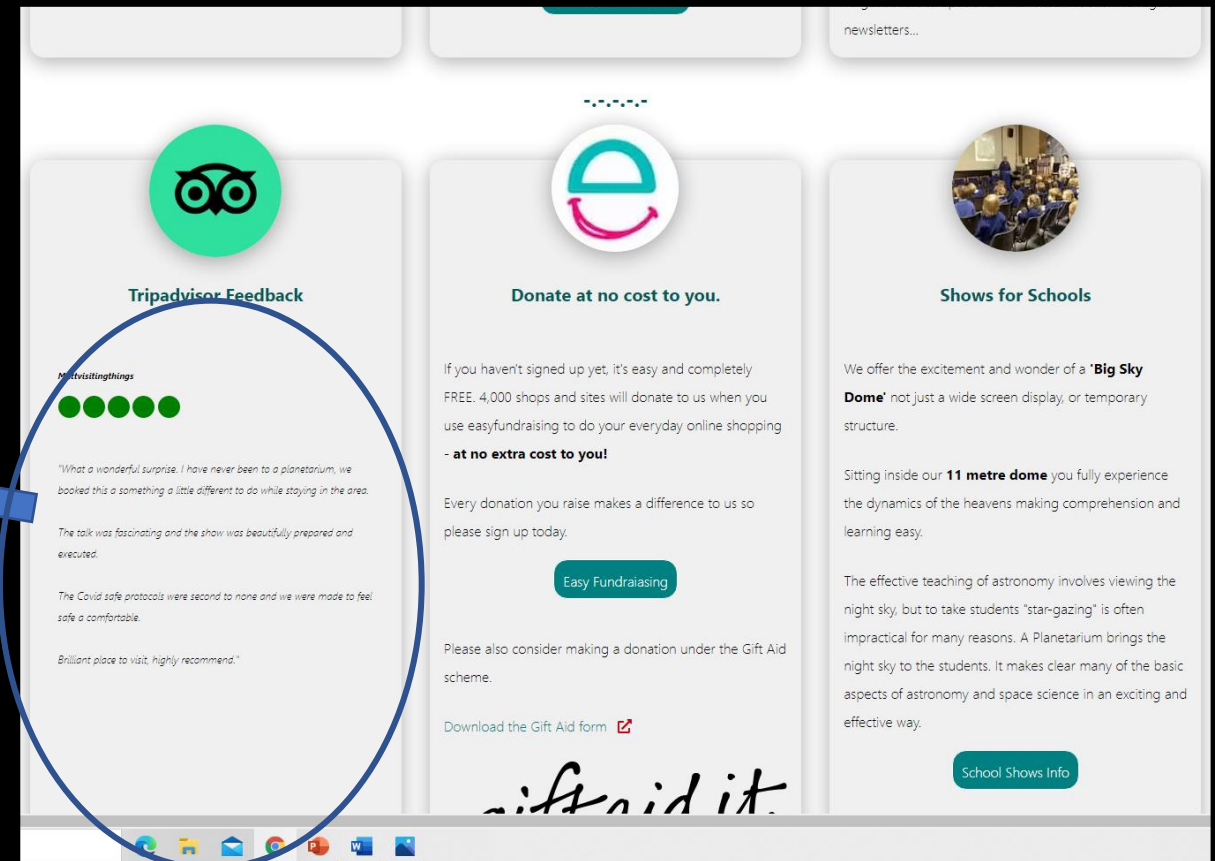 newsletters...
-.-.-.-.-
Tripadvisor Feedback
Mattvisitingthings
"What a wonderful surprise. I have never been to a planetarium, we
booked this a something a little different to do while staying in the area.
The talk was fascinating and the show was beautifully prepared and
executed.
The Covid safe protocols were second to none and we were made to feel
safe a comfortable.
Brilliant place to visit, highly recommend."
Donate at no cost to you.
If you haven't signed up yet, it's easy and completely
FREE. 4,000 shops and sites will donate to us when you
use easyfundraising to do your everyday online shopping
- at no extra cost to you!
Every donation you raise makes a difference to us so
please sign up today.
Easy Fundraiasing
Please also consider making a donation under the Gift Aid
scheme.
Download the Gift Aid form
giftaid it.
Shows for Schools
We offer the excitement and wonder of a 'Big Sky
Dome' not just a wide screen display, or temporary
structure.
Sitting inside our 11 metre dome you fully experience
the dynamics of the heavens making comprehension and
learning easy.
The effective teaching of astronomy involves viewing the
night sky, but to take students "star-gazing" is often
impractical for many reasons. A Planetarium brings the
night sky to the students. It makes clear many of the basic
aspects of astronomy and space science in an exciting and
effective way.
School Shows Info